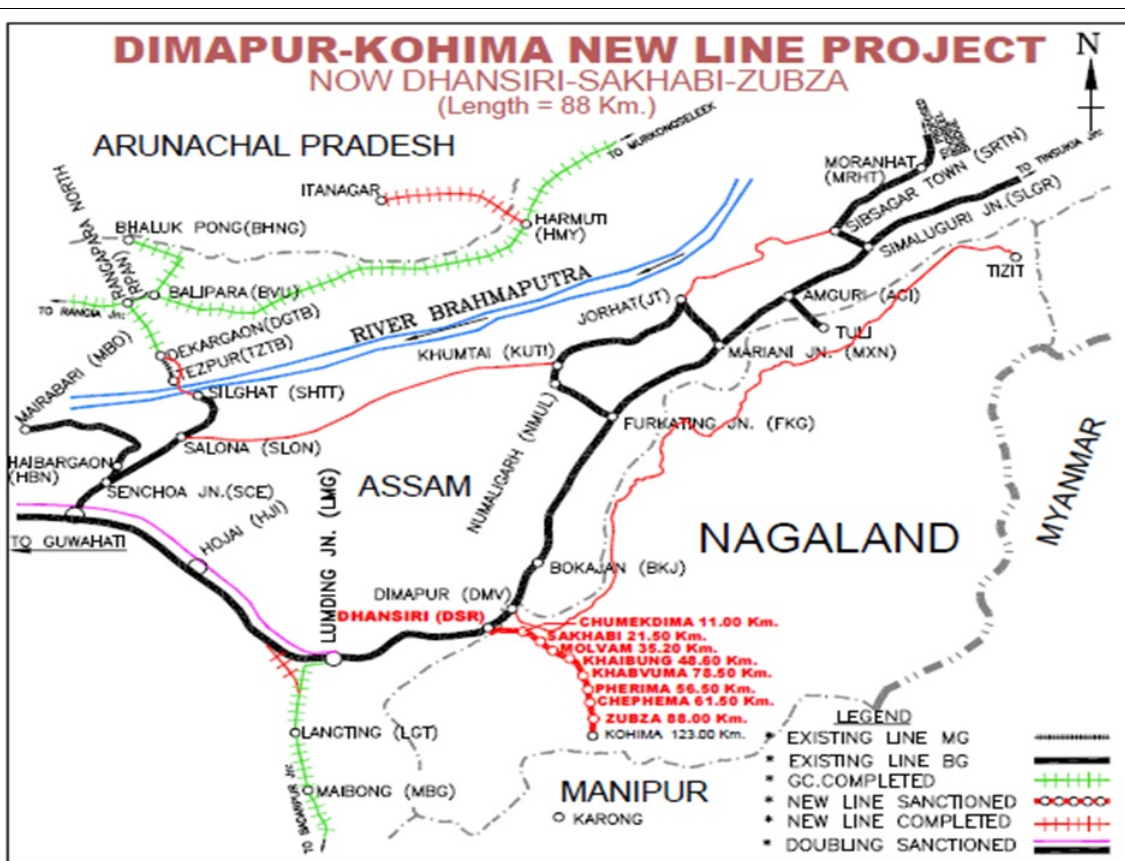 DIMAPUR-KOHIMA NEW LINE PROJECT
NOW DHANSIRI-SAKHABI-ZUBZA
(Length = 88 Km.)
N
ARUNACHAL PRADESH
TO MURKONGSELEEK
ITANAGAR
HARMUTI
(HMY)
MORANHAT
(MRHT)
SIBSAGAR TOWN (SRTN)
TO TINSUKIA Jn:
SIMALUGURI JN.(SLGR)
TIZIT
RANGAPARA NORTH
(RPAN)
BHALUK PONG(BHNG)
BALIPARA(BVU)
TO RANGIA Jn:
RIVER BRAHMAPUTRA
JORHAT(JT)
AMGURI (AGI)
TULI
MARIANI JN. (MXN)
DEKARGAON(DGTB)
TEZPUR(TZTB)
KHUMTAI (KUTI)
MAIRABARI (MBO)
SILGHAT (SHTT)
SALONA (SLON)
FURKATING JN. (FKG)
NUMALIGARH (NMUL)
HAIBARGAON
(HBN)
SENCHOA JN.(SCE)
ASSAM
LUMDING JN. (LMG)
HOJAI (HJI)
TO GUWAHATI
NAGALAND
MYANMAR
BOKAJAN (BKJ)
DIMAPUR (DMV)
DHANSIRI (DSR)
CHUMEKDIMA 11.00 Km.
SAKHABI 21.50 Km.
MOLVAM 35.20 Km.
KHAIBUNG 48.60 Km.
KHABVUMA 78.50 Km.
PHERIMA 56.50 Km.
CHEPHEMA 61.50 Km.
ZUBZA 88.00 Km.
KOHIMA 123.00 Km.
LANGTING (LGT)
MAIBONG (MBG)
TO BADARPUR Jn:
MANIPUR
KARONG
LEGEND
* EXISTING LINE MG
* EXISTING LINE BG
* GC.COMPLETED
* NEW LINE SANCTIONED
* NEW LINE COMPLETED
* DOUBLING SANCTIONED